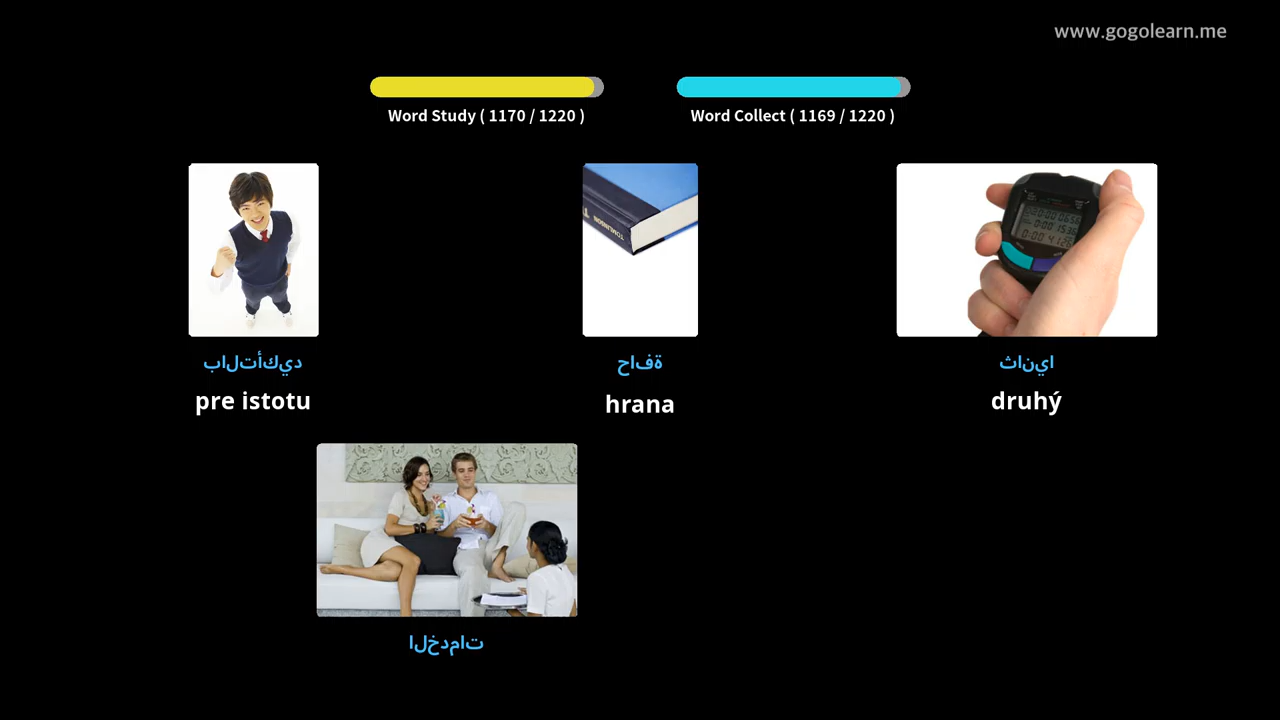 www.gogolearn.me
Word Study ( 1170 / 1220 )
Word Collect ( 1169 / 1220 )
TOMLINSON
بالتأكيد
حافة
ثانيا
pre istotu
hrana
druhý
الخدمات